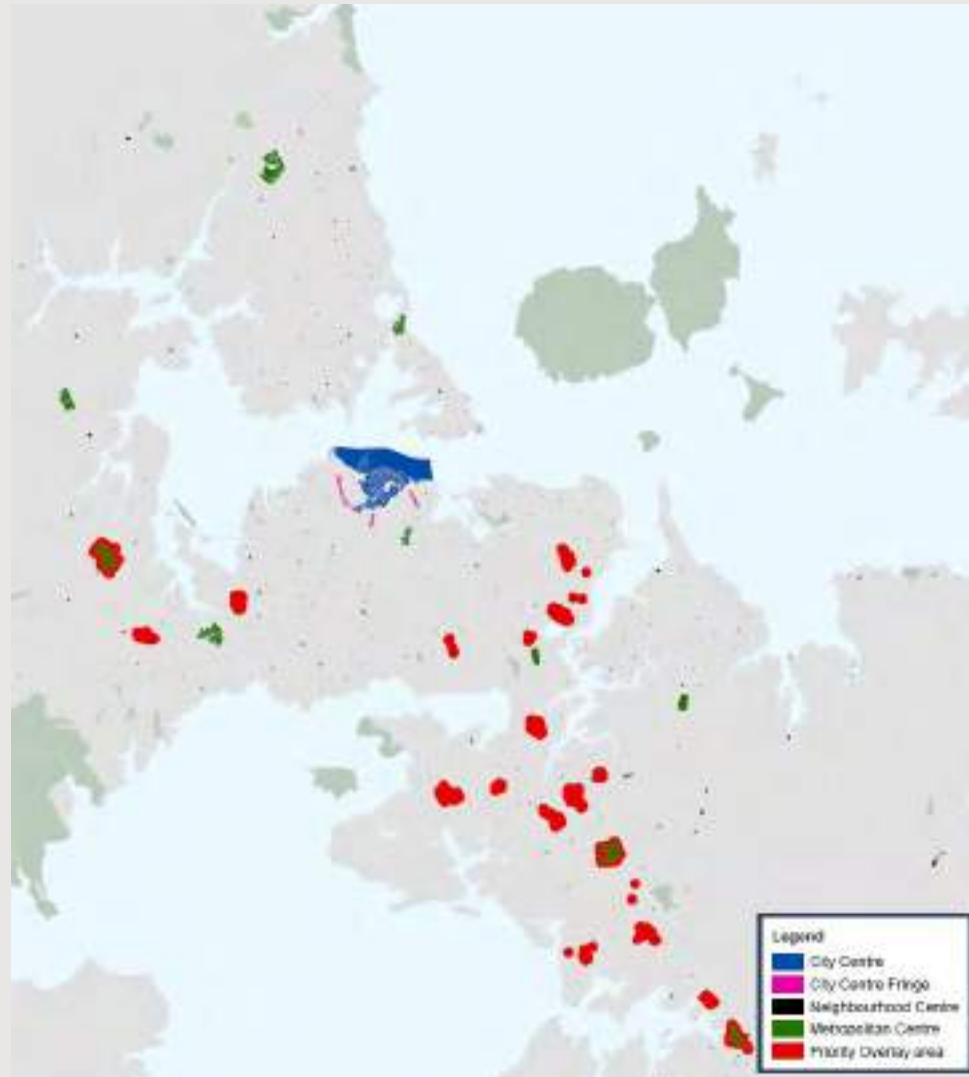 Legend
City Centre
City Centre Fringe
Neighbourhood Centre
Metropolitan Centre
Priority Overlay area